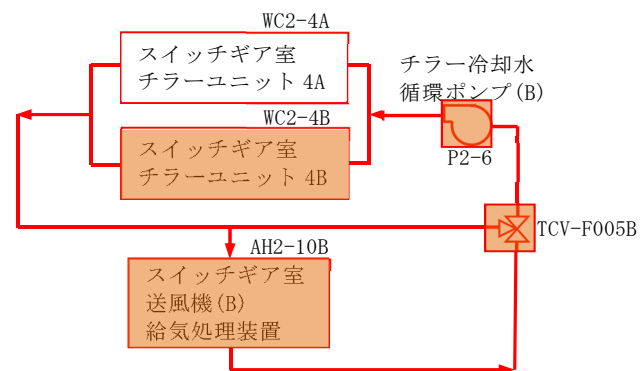 WC2-4A
スイッチギア室
チラーユニット 4A
チラー冷却水
循環ポンプ(B)
WC2-4B
スイッチギア室
チラーユニット 4B
P2-6
TCV-F005B
AH2-10B
スイッチギア室
送風機(B)
給気処理装置